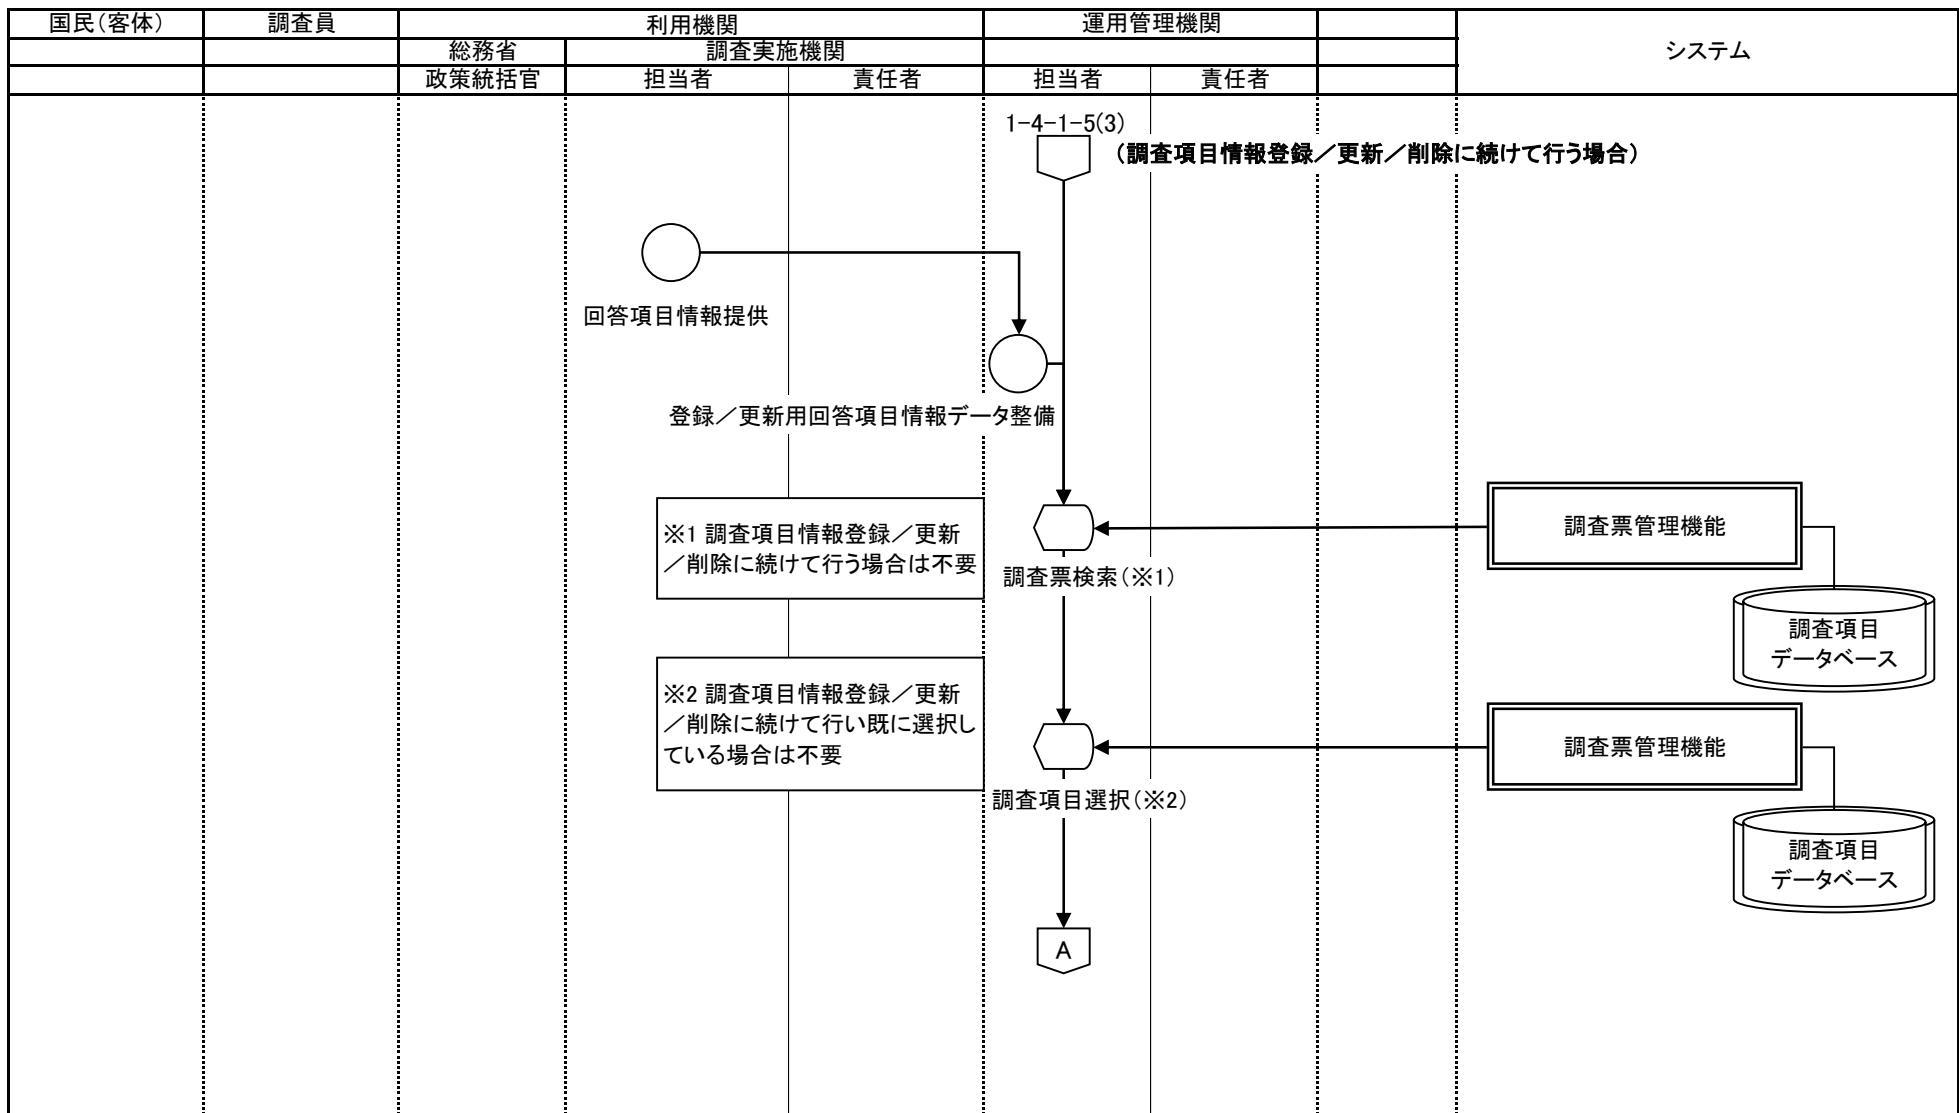 国民（客体）
調査員
利用機関
運用管理機関
システム
総務省
調査実施機関
政策統括官
担当者
責任者
担当者
責任者
1-4-1-5(3)
（調査項目情報登録／更新／削除に続けて行う場合）
回答項目情報提供
登録／更新用回答項目情報データ整備
※1 調査項目情報登録／更新
／削除に続けて行う場合は不要
調査票検索（※1）
調査票管理機能
調査項目
データベース
※2 調査項目情報登録／更新
／削除に続けて行い既に選択し
ている場合は不要
調査項目選択（※2）
調査票管理機能
調査項目
データベース
A